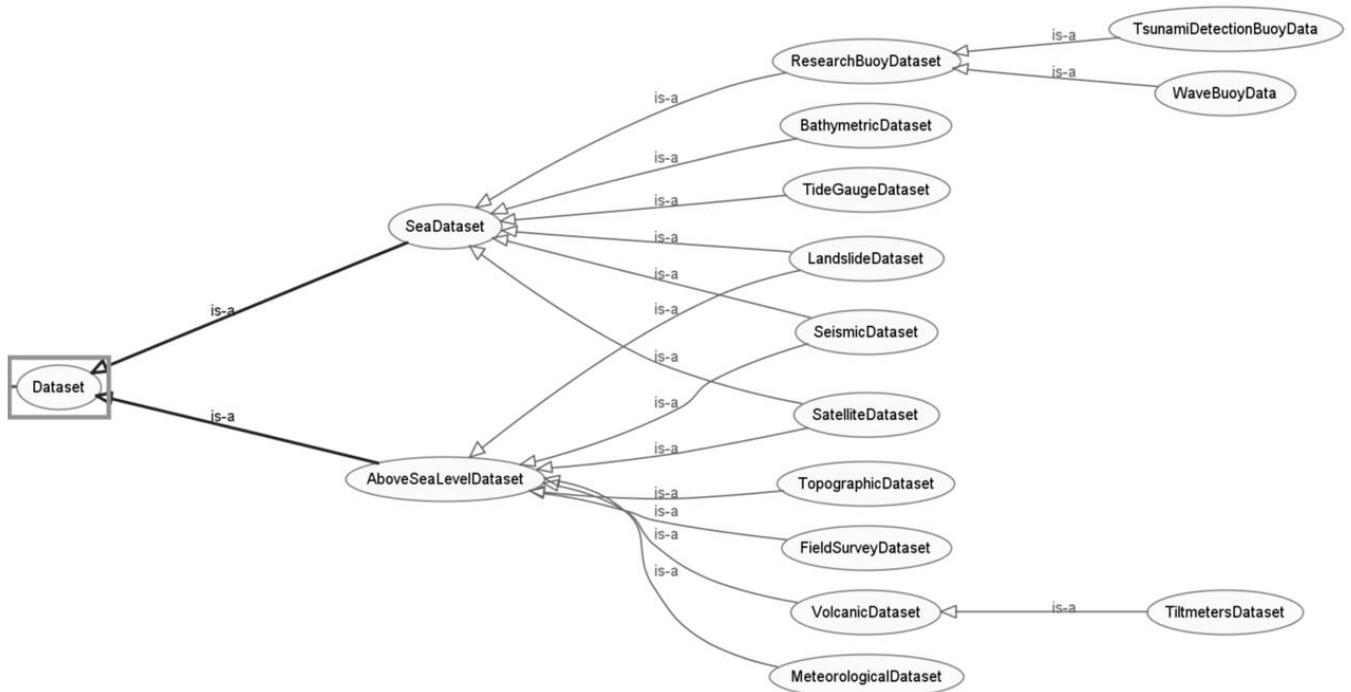 TsunamiDetectionBuoyData
is-a
ResearchBuoyDataset
is-a
WaveBuoyData
is-a
BathymetricDataset
is-a
TideGaugeDataset
is-a
SeaDataset
is-a
LandslideDataset
is-a
is-a
is-a
SeismicDataset
is-a
Dataset
is-a
is-a
SatelliteDataset
is-a
AboveSeaLevelDataset
TopographicDataset
is-a
is-a
is-a
FieldSurveyDataset
is-a
VolcanicDataset
is-a
TiltmetersDataset
MeteorologicalDataset